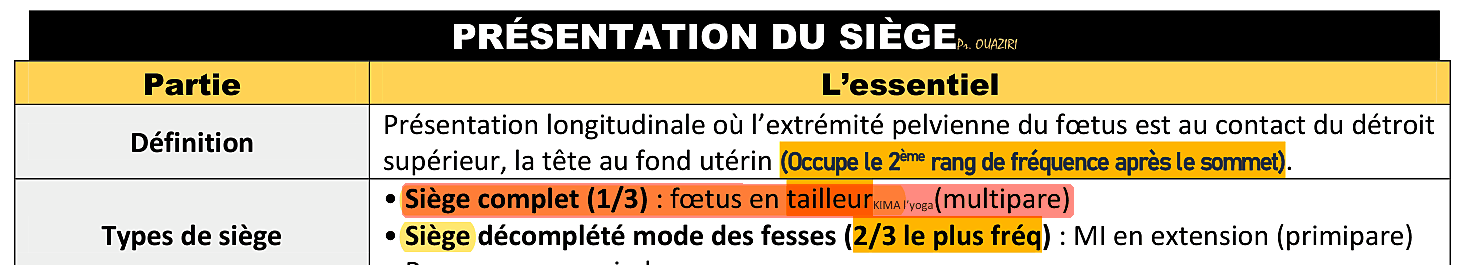 PRÉSENTATION DU SIÈGE Pr. OUAZIRI
Partie L’essentiel
Définition
Présentation longitudinale où l’extrémité pelvienne du fœtus est au contact du détroit
supérieur, la tête au fond utérin (Occupe le 2ème rang de fréquence après le sommet).
Types de siège
• Siège complet (1/3) : fœtus en tailleur KIMA l'yoga (multipare)
• Siège décomplété mode des fesses (2/3 le plus fréq) : MI en extension (primipare)